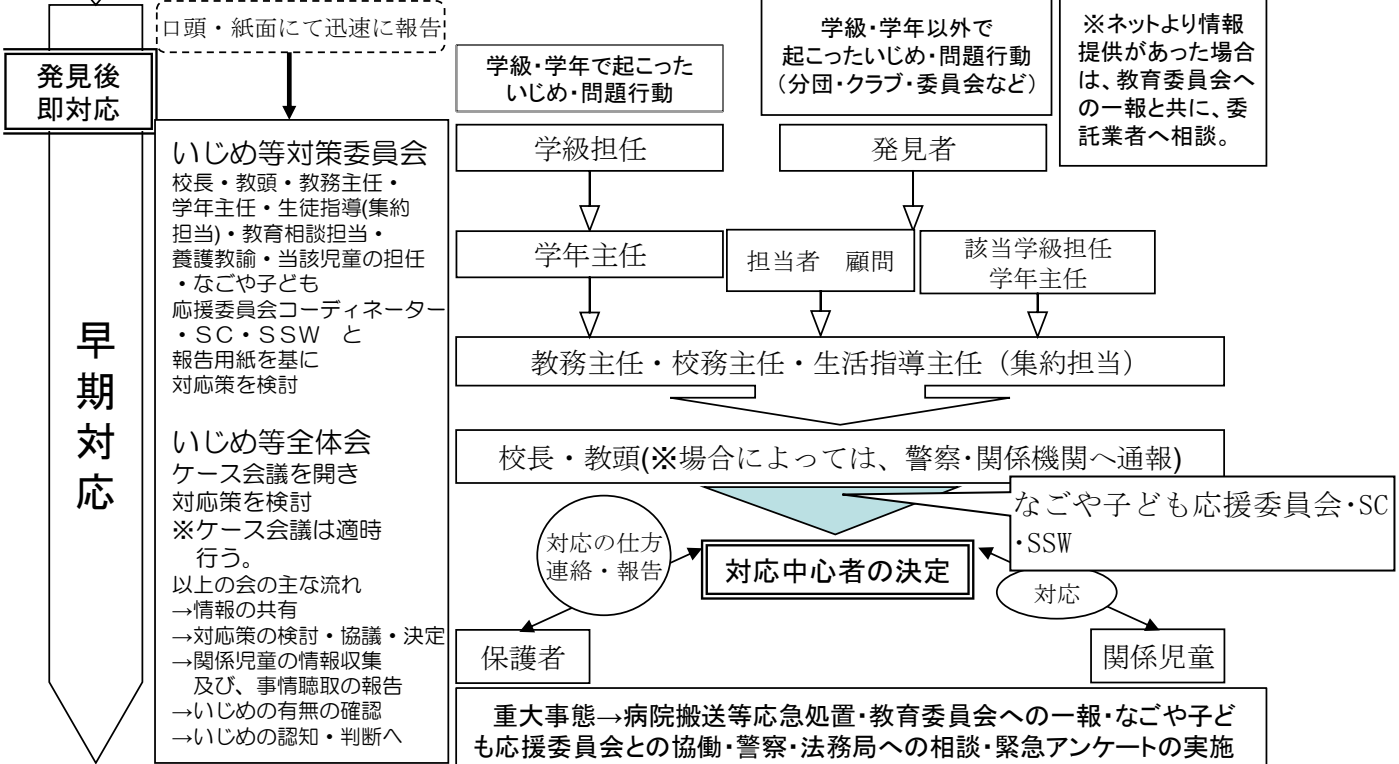 口頭・紙面にて迅速に報告
発見後
即対応
早期対応
いじめ等対策委員会
校長・教頭・教務主任・
学年主任・生徒指導(集約
担当)・教育相談担当・
養護教諭・当該児童の担任
・なごや子ども
応援委員会コーディネーター
・SC・SSW　と
報告用紙を基に
対応策を検討
いじめ等全体会
ケース会議を開き
対応策を検討
※ケース会議は適時
行う。
以上の会の主な流れ
→情報の共有
→対応策の検討・協議・決定
→関係児童の情報収集
及び、事情聴取の報告
→いじめの有無の確認
→いじめの認知・判断へ
学級・学年で起こった
いじめ・問題行動
学級・学年以外で
起こったいじめ・問題行動
（分団・クラブ・委員会など）
※ネットより情報
提供があった場合
は、教育委員会へ
の一報と共に、委
託業者へ相談。
学級担任
発見者
学年主任
担当者　顧問
該当学級担任
学年主任
教務主任・校務主任・生活指導主任（集約担当）
校長・教頭(※場合によっては、警察・関係機関へ通報)
なごや子ども応援委員会・SC
・SSW
対応の仕方
連絡・報告
対応中心者の決定
対応
保護者
関係児童
重大事態→病院搬送等応急処置・教育委員会への一報・なごや子ど
も応援委員会との協働・警察・法務局への相談・緊急アンケートの実施